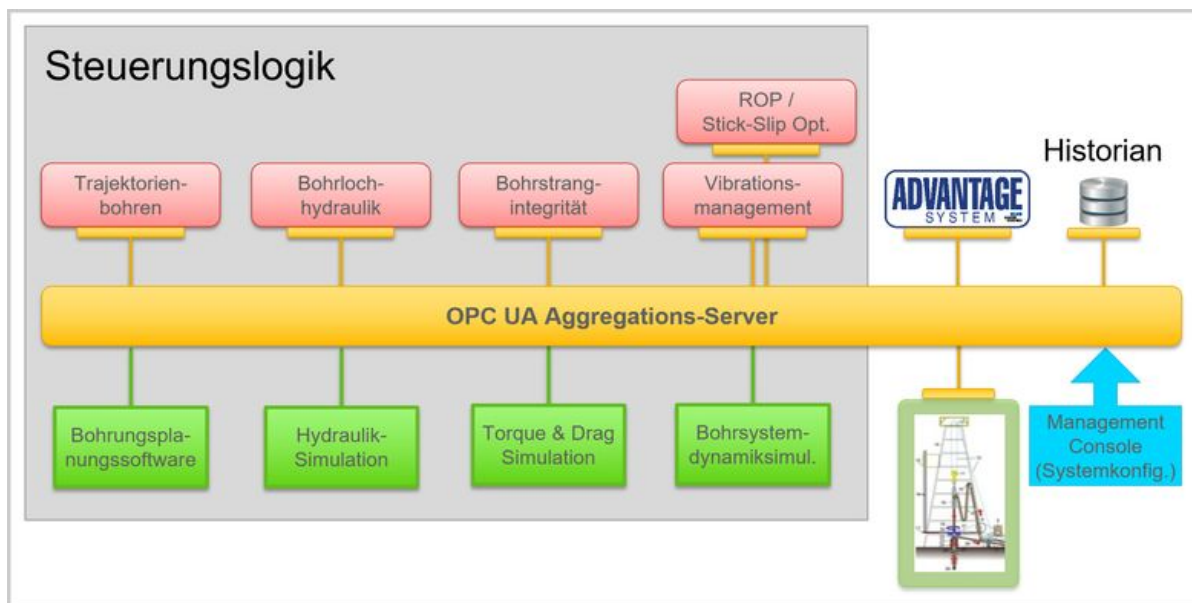 Steuerungslogik
ROP /
Stick-Slip Opt.
Historian
Trajektorien-
bohren
Bohrloch-
hydraulik
Bohrstrang-
integrität
Vibrations-
management
ADVANTAGE
SYSTEM
OPC UA Aggregations-Server
Bohrungspla-
nungssoftware
Hydraulik-
Simulation
Torque & Drag
Simulation
Bohrsystem-
dynamiksimul.
Management
Console
(Systemkonfig.)